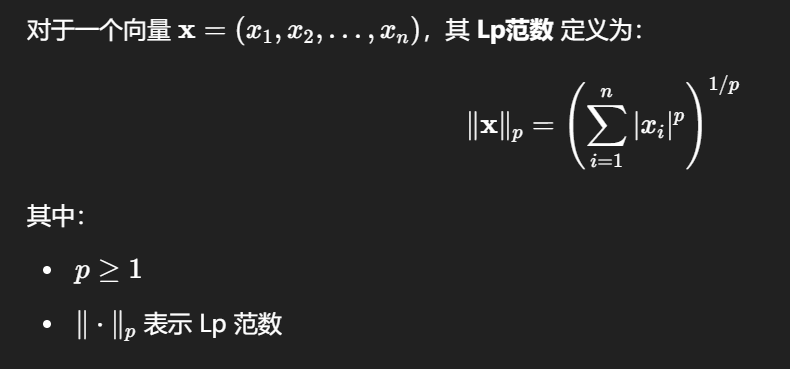 对于一个向量 $\mathbf{x} = (x_1, x_2, \ldots, x_n)$，其 Lp范数 定义为：
$\|\mathbf{x}\|_p = \left( \sum_{i=1}^{n} |x_i|^p \right)^{1/p}$
其中：
• $p \geq 1$
• $\|\cdot\|_p$ 表示 Lp 范数